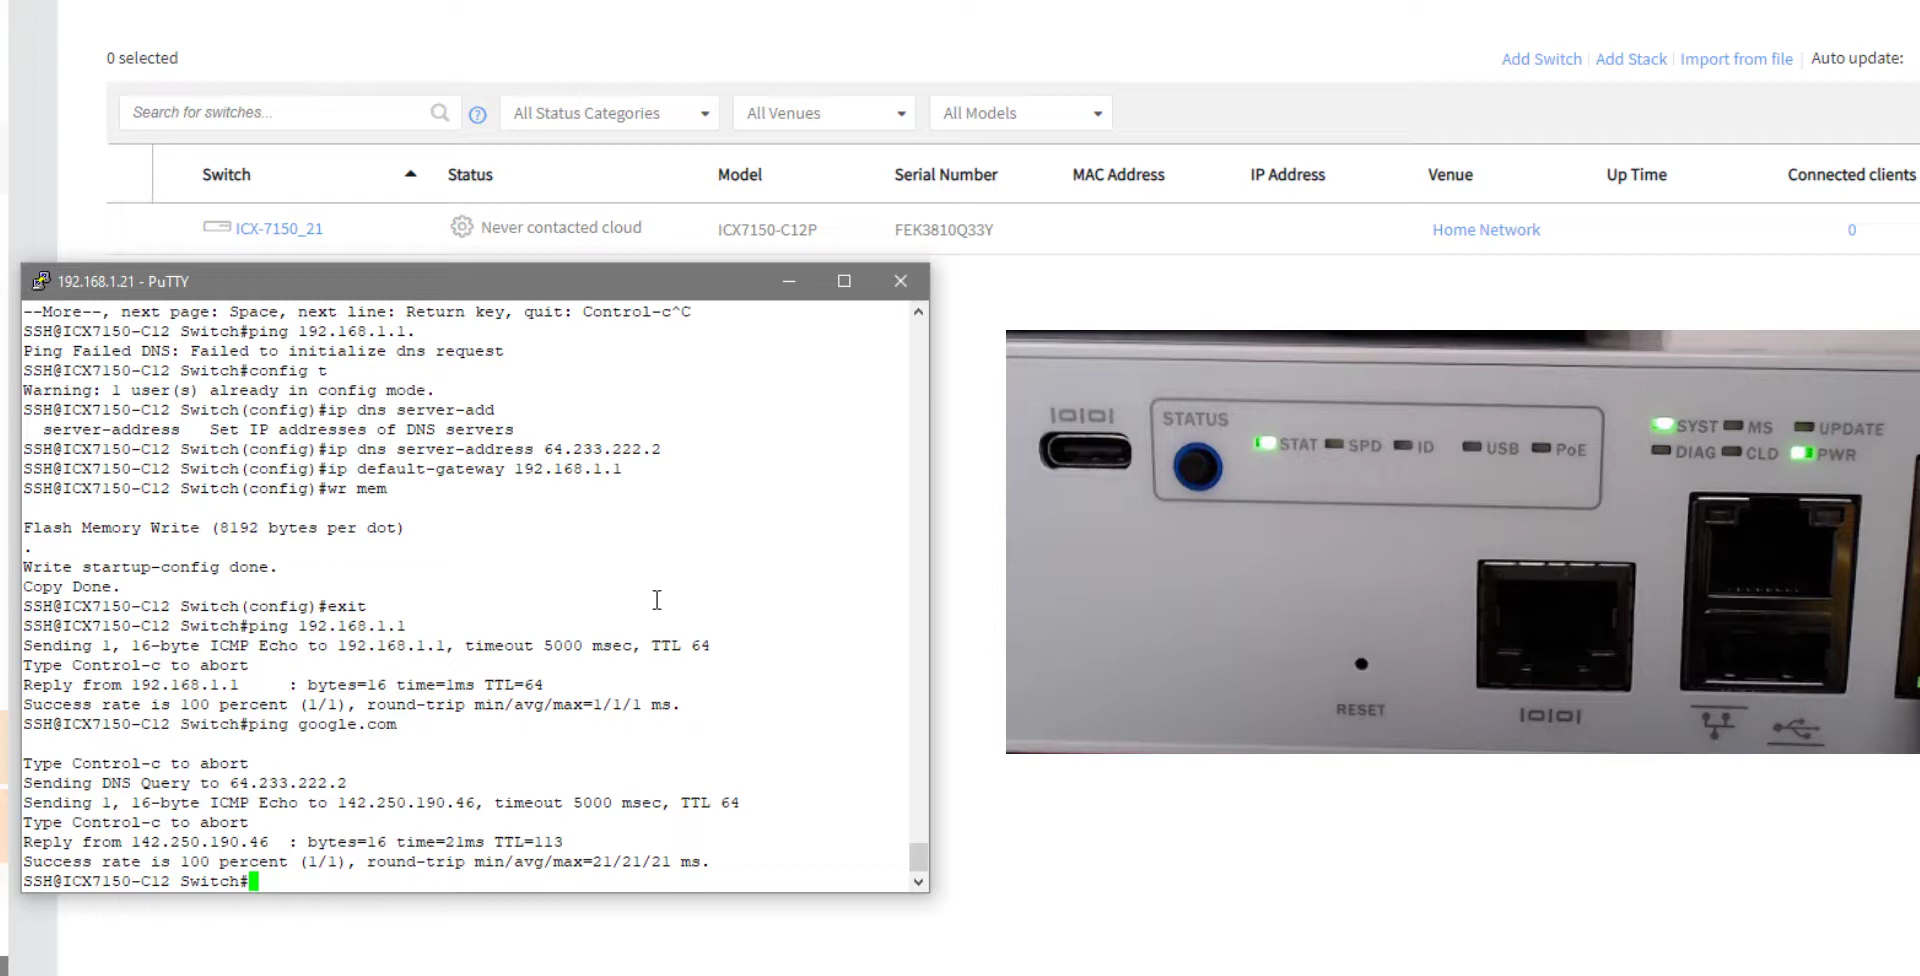 0 selected
Add Switch | Add Stack | Import from file | Auto update:
Search for switches...
?
All Status Categories
All Venues
All Models
Switch Status Model Serial Number MAC Address IP Address Venue Up Time Connected clients
ICX-7150_21 Never contacted cloud ICX7150-C12P FEK3810Q33Y Home Network 0
192.168.1.21 - PuTTY
--More--, next page: Space, next line: Return key, quit: Control-c^C
SSH@ICX7150-C12 Switch#ping 192.168.1.1.
Ping Failed DNS: Failed to initialize dns request
SSH@ICX7150-C12 Switch#config t
Warning: 1 user(s) already in config mode.
SSH@ICX7150-C12 Switch(config)#ip dns server-add
server-address   Set IP addresses of DNS servers
SSH@ICX7150-C12 Switch(config)#ip dns server-address 64.233.222.2
SSH@ICX7150-C12 Switch(config)#ip default-gateway 192.168.1.1
SSH@ICX7150-C12 Switch(config)#wr mem
Flash Memory Write (8192 bytes per dot)
.
Write startup-config done.
Copy Done.
SSH@ICX7150-C12 Switch(config)#exit
SSH@ICX7150-C12 Switch#ping 192.168.1.1
Sending 1, 16-byte ICMP Echo to 192.168.1.1, timeout 5000 msec, TTL 64
Type Control-c to abort
Reply from 192.168.1.1     : bytes=16 time=1ms TTL=64
Success rate is 100 percent (1/1), round-trip min/avg/max=1/1/1 ms.
SSH@ICX7150-C12 Switch#ping google.com
Type Control-c to abort
Sending DNS Query to 64.233.222.2
Sending 1, 16-byte ICMP Echo to 142.250.190.46, timeout 5000 msec, TTL 64
Type Control-c to abort
Reply from 142.250.190.46  : bytes=16 time=21ms TTL=113
Success rate is 100 percent (1/1), round-trip min/avg/max=21/21/21 ms.
SSH@ICX7150-C12 Switch#
|O|O|
STATUS
STAT SPD ID USB PoE
SYST MS UPDATE
DIAG CLD PWR
RESET
|O|O|